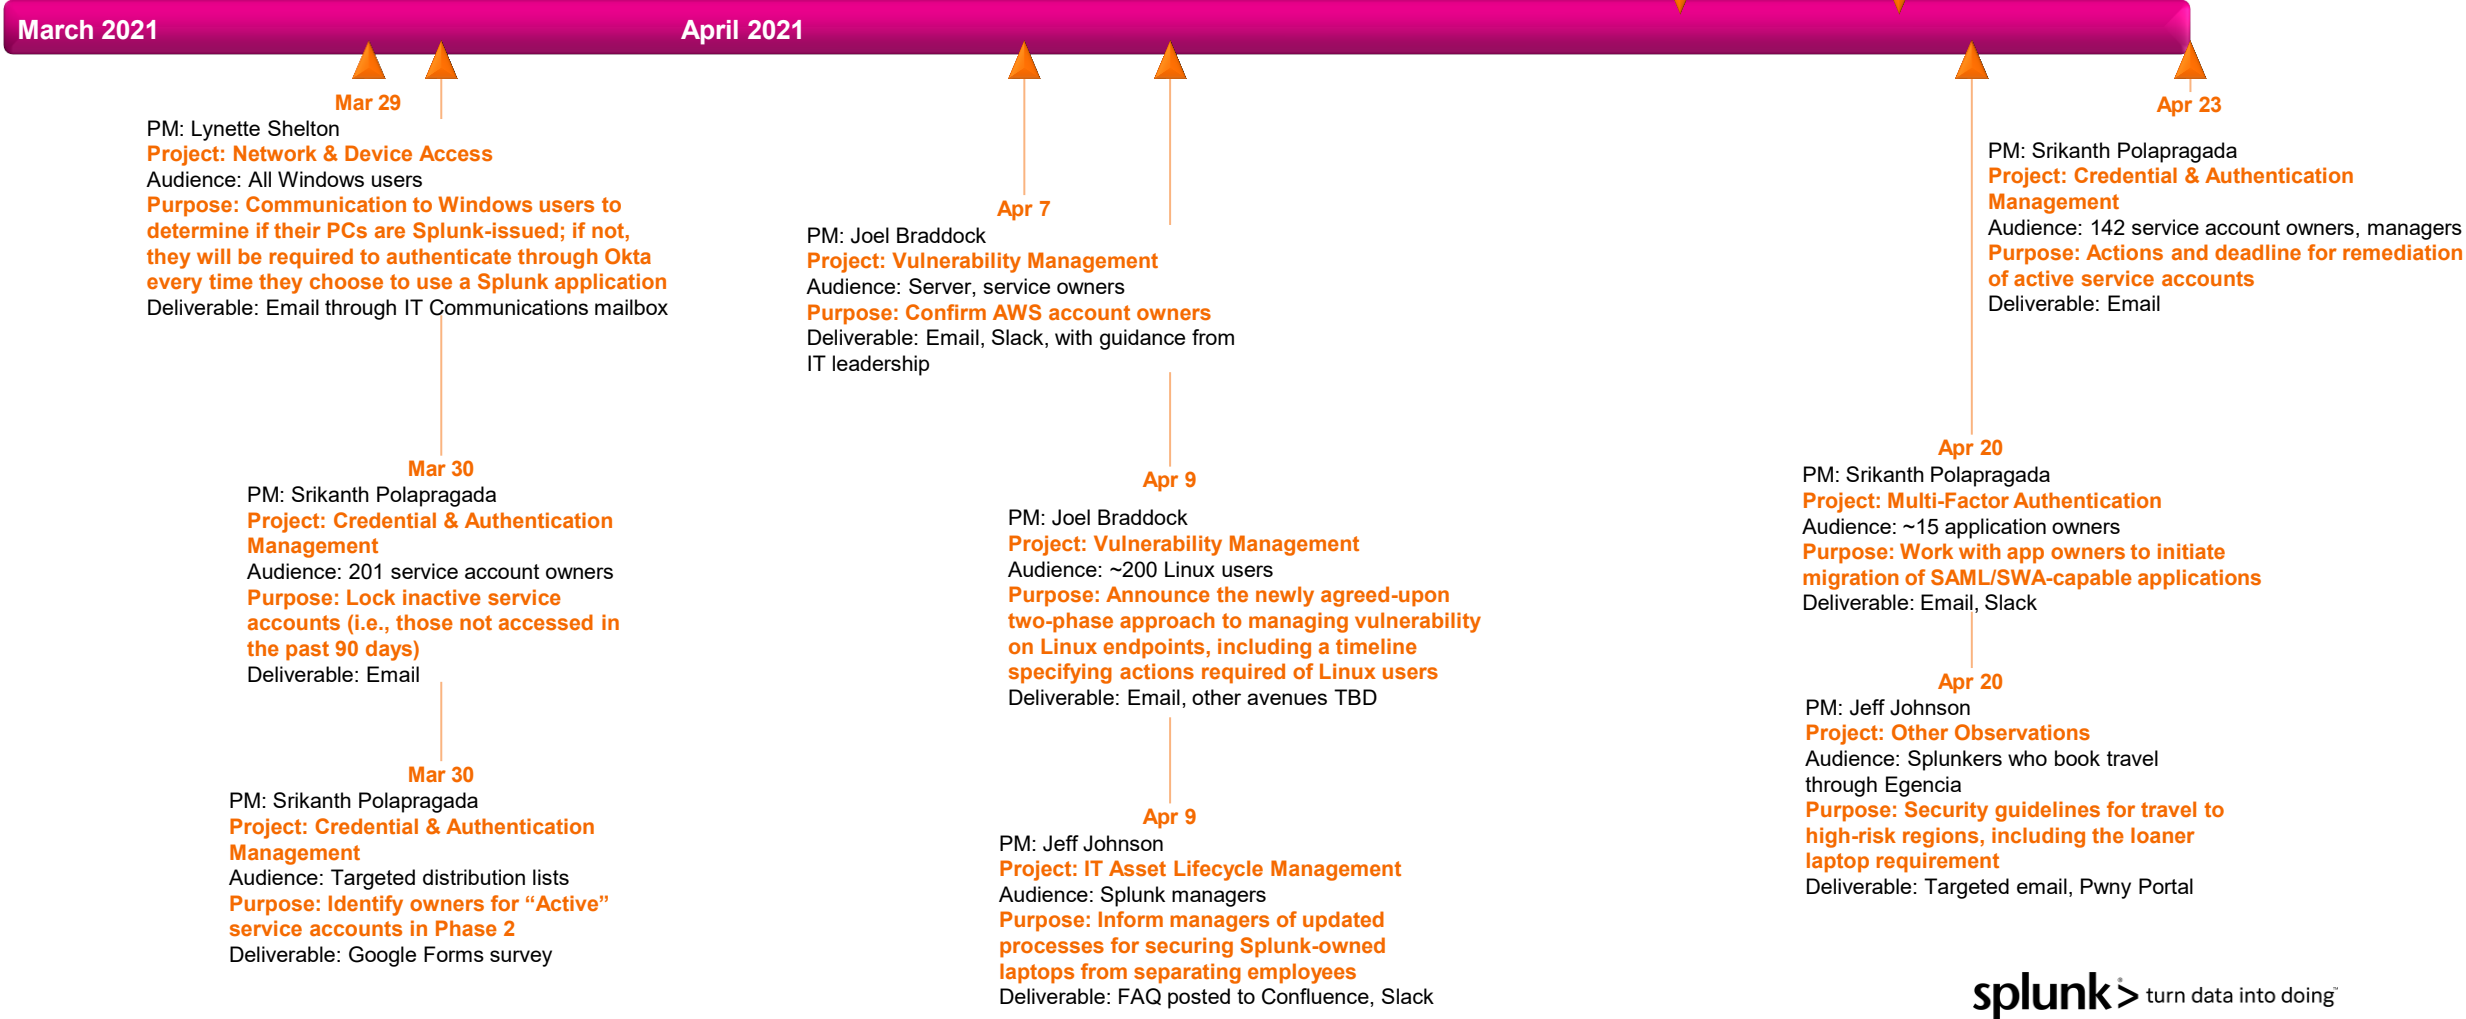 March 2021
April 2021
Mar 29
PM: Lynette Shelton
Project: Network & Device Access
Audience: All Windows users
Purpose: Communication to Windows users to
determine if their PCs are Splunk-issued; if not,
they will be required to authenticate through Okta
every time they choose to use a Splunk application
Deliverable: Email through IT Communications mailbox
Mar 30
PM: Srikanth Polapragada
Project: Credential & Authentication
Management
Audience: 201 service account owners
Purpose: Lock inactive service
accounts (i.e., those not accessed in
the past 90 days)
Deliverable: Email
Mar 30
PM: Srikanth Polapragada
Project: Credential & Authentication
Management
Audience: Targeted distribution lists
Purpose: Identify owners for “Active”
service accounts in Phase 2
Deliverable: Google Forms survey
Apr 7
PM: Joel Braddock
Project: Vulnerability Management
Audience: Server, service owners
Purpose: Confirm AWS account owners
Deliverable: Email, Slack, with guidance from
IT leadership
Apr 9
PM: Joel Braddock
Project: Vulnerability Management
Audience: ~200 Linux users
Purpose: Announce the newly agreed-upon
two-phase approach to managing vulnerability
on Linux endpoints, including a timeline
specifying actions required of Linux users
Deliverable: Email, other avenues TBD
Apr 9
PM: Jeff Johnson
Project: IT Asset Lifecycle Management
Audience: Splunk managers
Purpose: Inform managers of updated
processes for securing Splunk-owned
laptops from separating employees
Deliverable: FAQ posted to Confluence, Slack
Apr 23
PM: Srikanth Polapragada
Project: Credential & Authentication
Management
Audience: 142 service account owners, managers
Purpose: Actions and deadline for remediation
of active service accounts
Deliverable: Email
Apr 20
PM: Srikanth Polapragada
Project: Multi-Factor Authentication
Audience: ~15 application owners
Purpose: Work with app owners to initiate
migration of SAML/SWA-capable applications
Deliverable: Email, Slack
Apr 20
PM: Jeff Johnson
Project: Other Observations
Audience: Splunkers who book travel
through Egencia
Purpose: Security guidelines for travel to
high-risk regions, including the loaner
laptop requirement
Deliverable: Targeted email, Pwny Portal
splunk> turn data into doing™